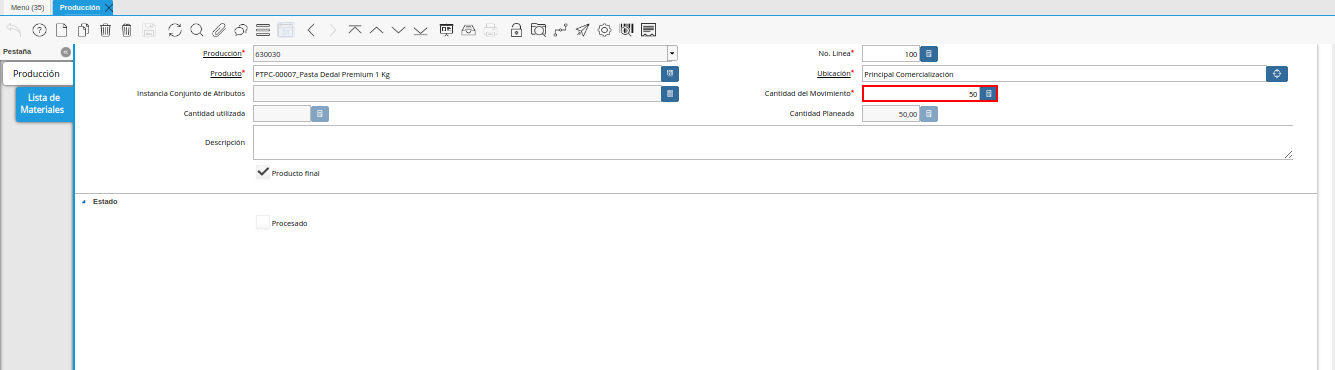 Menú (35) Producción
Pestaña
Producción
Lista de
Materiales
Producción* 630030 No. Línea* 100
Producto* PTPC-00007_Pasta Dedal Premium 1 Kg Ubicación* Principal Comercialización
Instancia Conjunto de Atributos Cantidad del Movimiento* 50
Cantidad utilizada Cantidad Planeada 50,00
Descripción
Producto final
Estado
Procesado